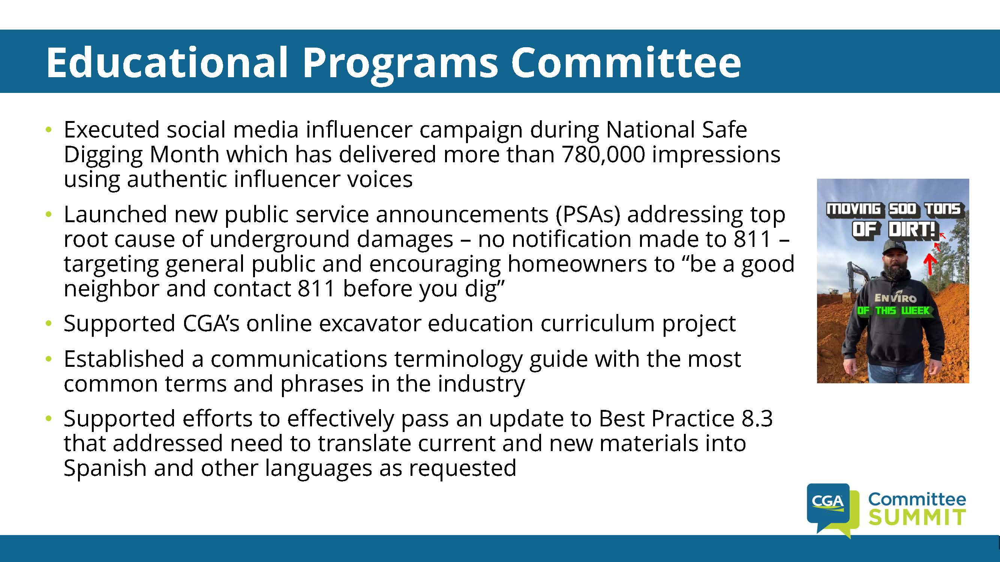 Educational Programs Committee
• Executed social media influencer campaign during National Safe
Digging Month which has delivered more than 780,000 impressions
using authentic influencer voices
• Launched new public service announcements (PSAs) addressing top
root cause of underground damages – no notification made to 811 –
targeting general public and encouraging homeowners to “be a good
neighbor and contact 811 before you dig”
• Supported CGA’s online excavator education curriculum project
• Established a communications terminology guide with the most
common terms and phrases in the industry
• Supported efforts to effectively pass an update to Best Practice 8.3
that addressed need to translate current and new materials into
Spanish and other languages as requested
MOVING 500 TONS
OF DIRT!
ENVIRO
OF THIS WEEK
CGA
Committee
SUMMIT